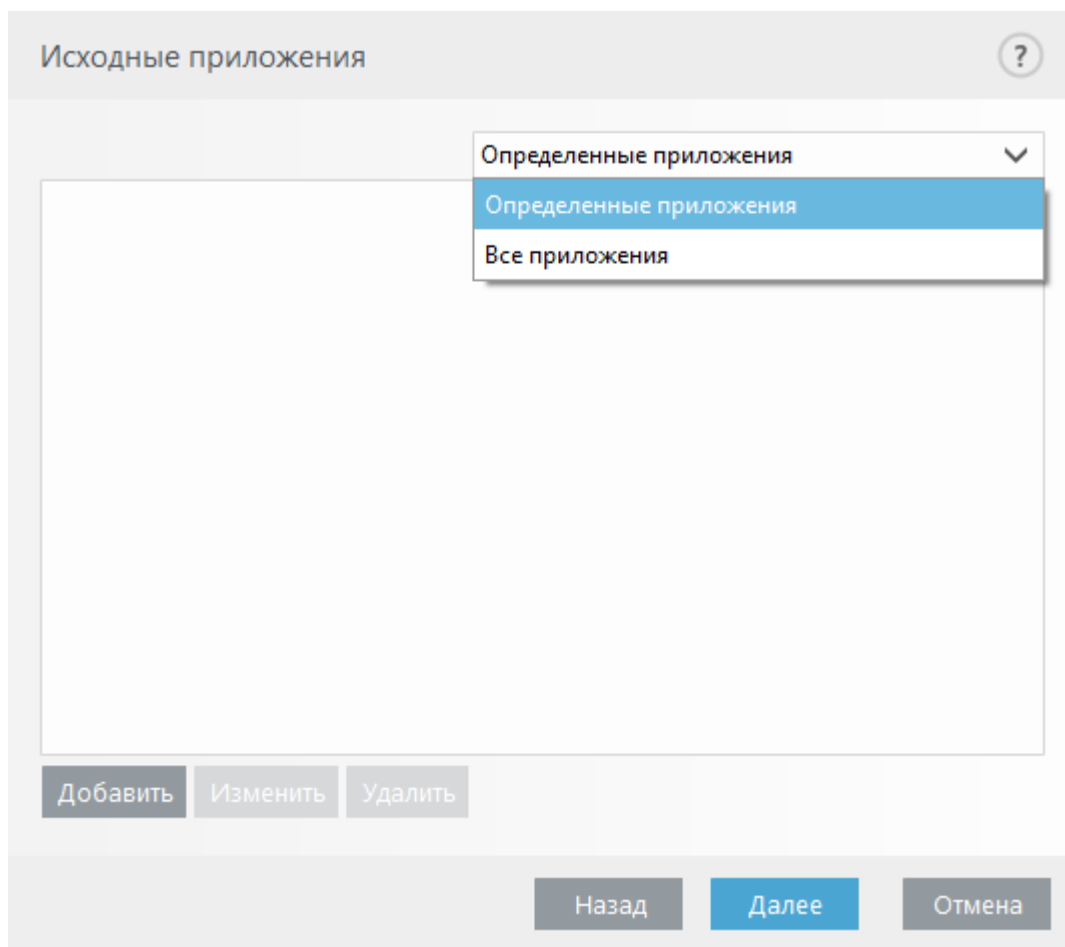 Исходные приложения
?
Определенные приложения
Определенные приложения
Все приложения
Добавить Изменить Удалить
Назад Далее Отмена